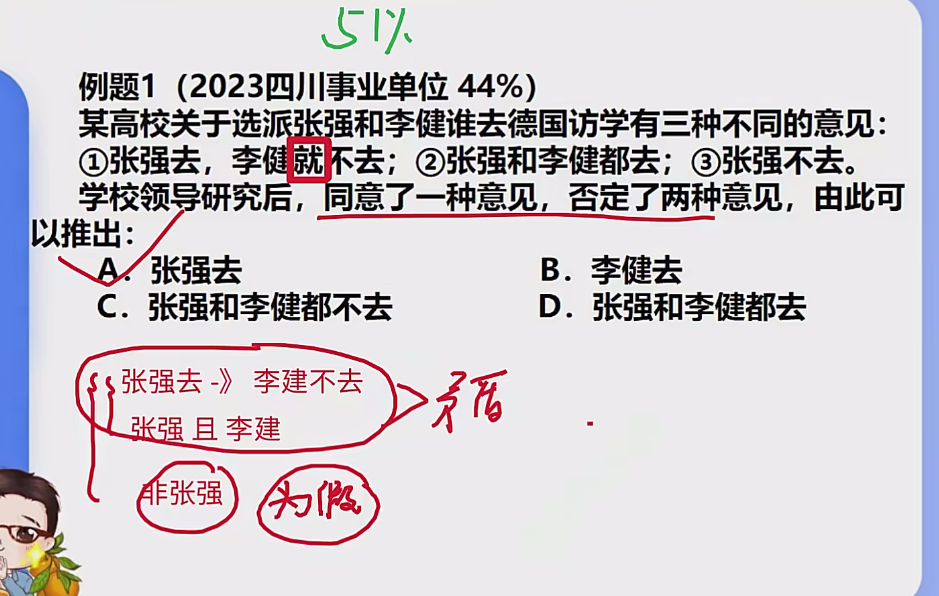 51%
例题1（2023四川事业单位 44%）
某高校关于选派张强和李健谁去德国访学有三种不同的意见：
①张强去，李健就不去；②张强和李健都去；③张强不去。
学校领导研究后，同意了一种意见，否定了两种意见，由此可
以推出：
A．张强去 B．李健去
C．张强和李健都不去 D．张强和李健都去
张强去 -》 李建不去
张强 且 李建
矛盾
非张强 为假